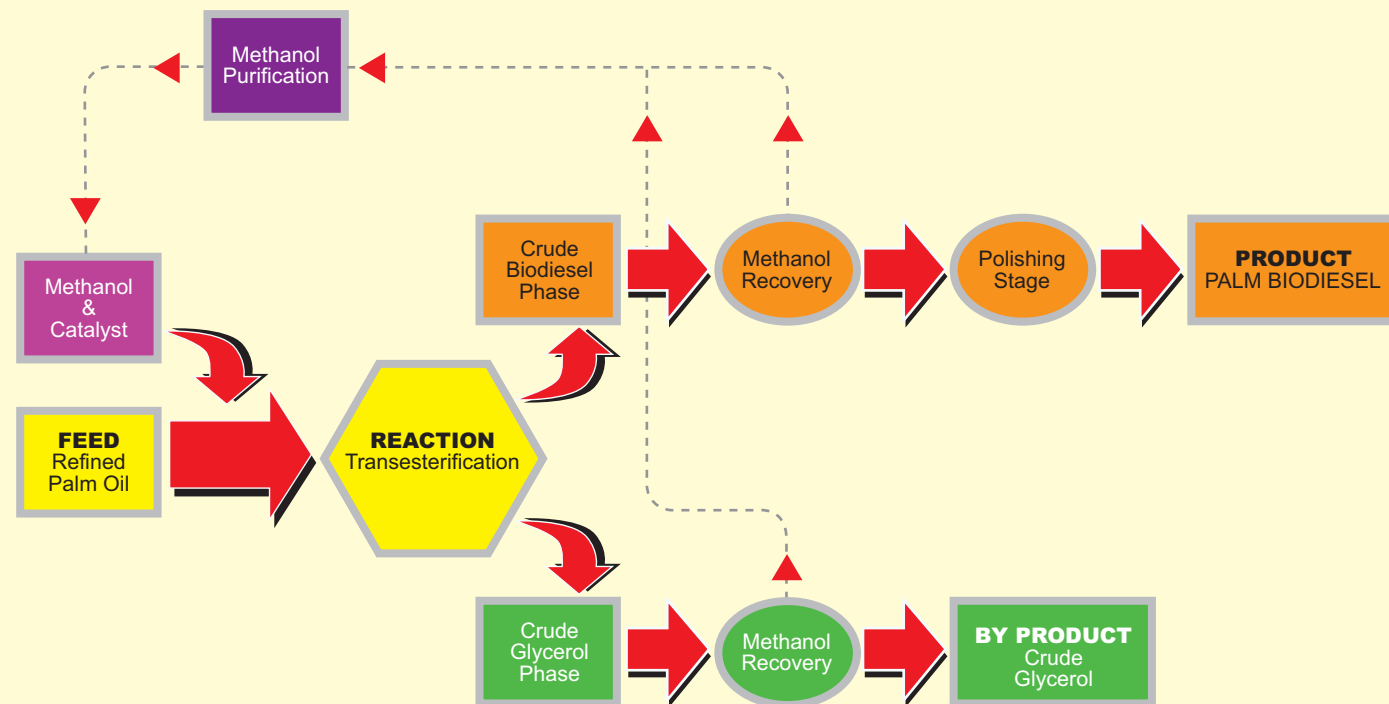 Methanol
Purification
Methanol
&
Catalyst
Crude
Biodiesel
Phase
Methanol
Recovery
Polishing
Stage
PRODUCT
PALM BIODIESEL
FEED
Refined
Palm Oil
REACTION
Transesterification
Crude
Glycerol
Phase
Methanol
Recovery
BY PRODUCT
Crude
Glycerol